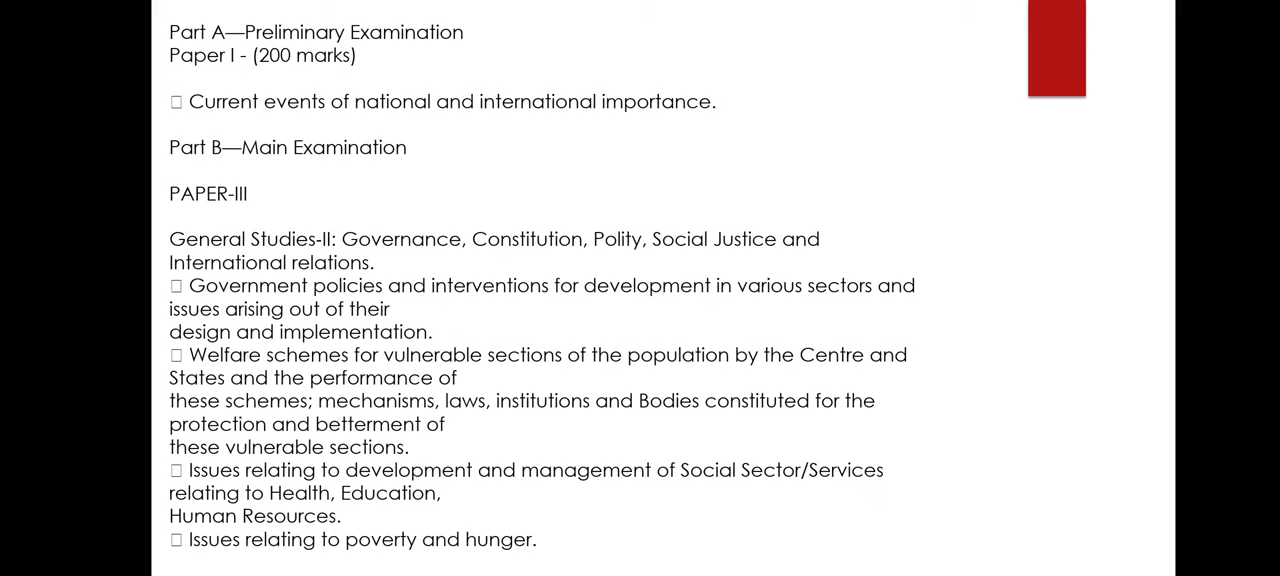 Part A—Preliminary Examination
Paper I - (200 marks)
 Current events of national and international importance.
Part B—Main Examination
PAPER-III
General Studies-II: Governance, Constitution, Polity, Social Justice and
International relations.
 Government policies and interventions for development in various sectors and
issues arising out of their
design and implementation.
 Welfare schemes for vulnerable sections of the population by the Centre and
States and the performance of
these schemes; mechanisms, laws, institutions and Bodies constituted for the
protection and betterment of
these vulnerable sections.
 Issues relating to development and management of Social Sector/Services
relating to Health, Education,
Human Resources.
 Issues relating to poverty and hunger.